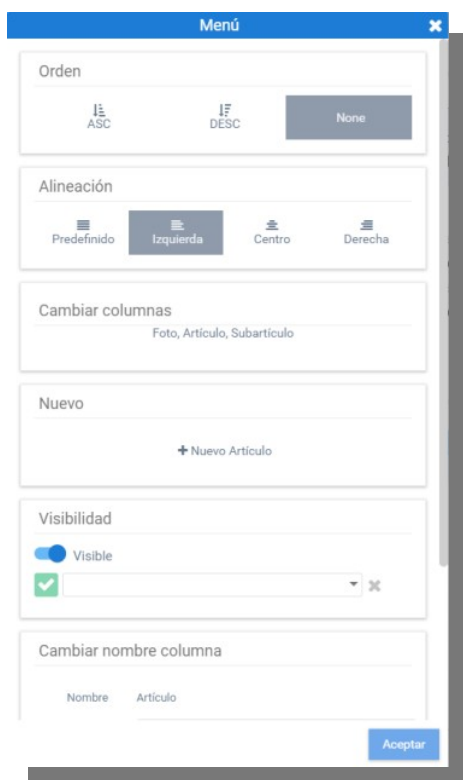 Menú
Orden
ASC
DESC
None
Alineación
Predefinido
Izquierda
Centro
Derecha
Cambiar columnas
Foto, Artículo, Subartículo
Nuevo
Nuevo Artículo
Visibilidad
Visible
Cambiar nombre columna
Nombre Artículo
Aceptar